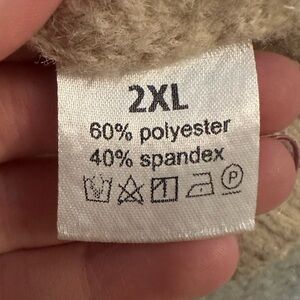 2XL
60% polyester
40% spandex
P